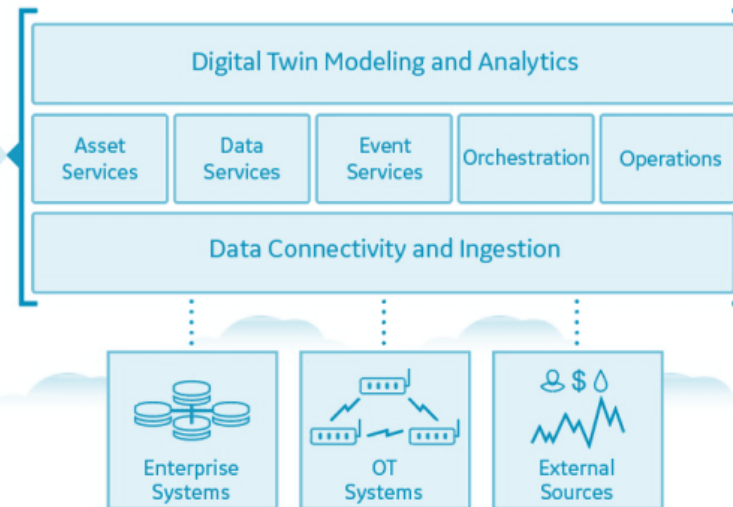 Digital Twin Modeling and Analytics
Asset
Services
Data
Services
Event
Services
Orchestration
Operations
Data Connectivity and Ingestion
$
Enterprise
Systems
OT
Systems
External
Sources